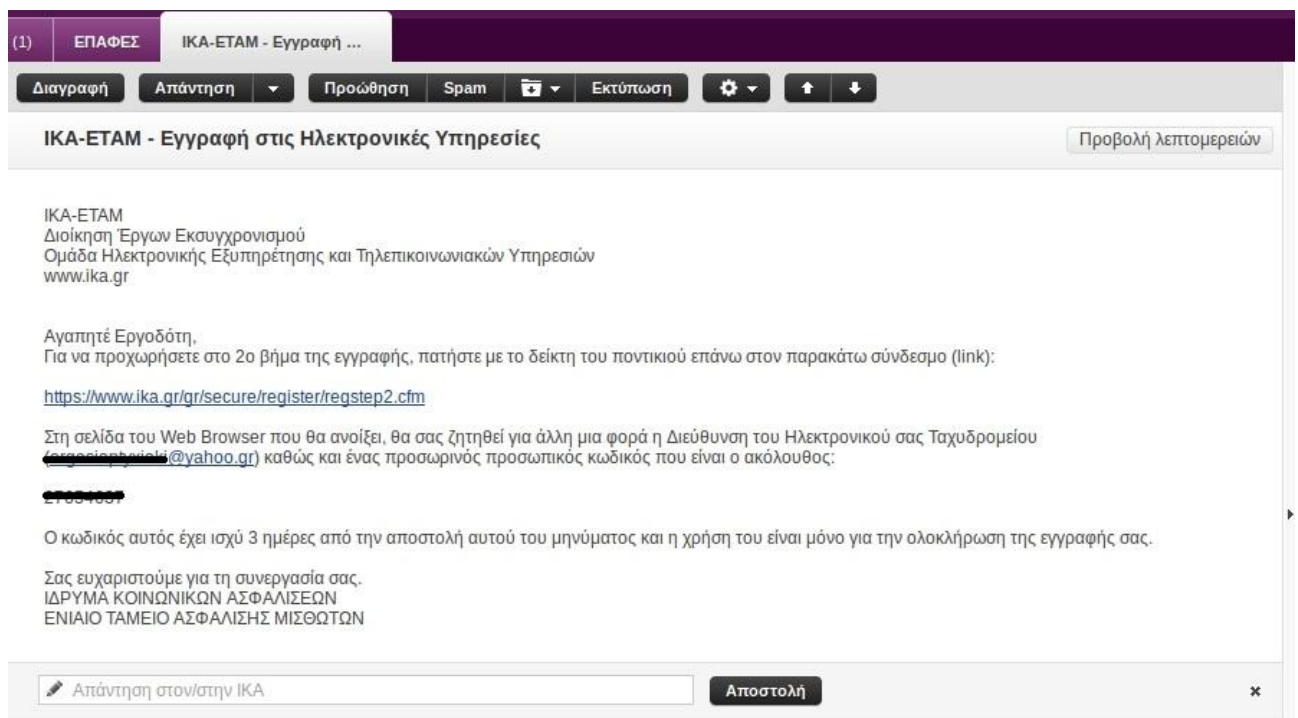 (1) ΕΠΑΦΕΣ IKA-ETAM - Εγγραφή ...
Διαγραφή Απάντηση Προώθηση Spam Εκτύπωση
IKA-ETAM - Εγγραφή στις Ηλεκτρονικές Υπηρεσίες Προβολή λεπτομερειών
IKA-ETAM
Διοίκηση Έργων Εκσυγχρονισμού
Ομάδα Ηλεκτρονικής Εξυπηρέτησης και Τηλεπικοινωνιακών Υπηρεσιών
www.ika.gr
Αγαπητέ Εργοδότη,
Για να προχωρήσετε στο 2ο βήμα της εγγραφής, πατήστε με το δείκτη του ποντικιού επάνω στον παρακάτω σύνδεσμο (link):
https://www.ika.gr/gr/secure/register/regstep2.cfm
Στη σελίδα του Web Browser που θα ανοίξει, θα σας ζητηθεί για άλλη μια φορά η Διεύθυνση του Ηλεκτρονικού σας Ταχυδρομείου
@yahoo.gr) καθώς και ένας προσωρινός προσωπικός κωδικός που είναι ο ακόλουθος:
Ο κωδικός αυτός έχει ισχύ 3 ημέρες από την αποστολή αυτού του μηνύματος και η χρήση του είναι μόνο για την ολοκλήρωση της εγγραφής σας.
Σας ευχαριστούμε για τη συνεργασία σας.
ΙΔΡΥΜΑ ΚΟΙΝΩΝΙΚΩΝ ΑΣΦΑΛΙΣΕΩΝ
ΕΝΙΑΙΟ ΤΑΜΕΙΟ ΑΣΦΑΛΙΣΗΣ ΜΙΣΘΩΤΩΝ
Απάντηση στον/στην ΙΚΑ Αποστολή